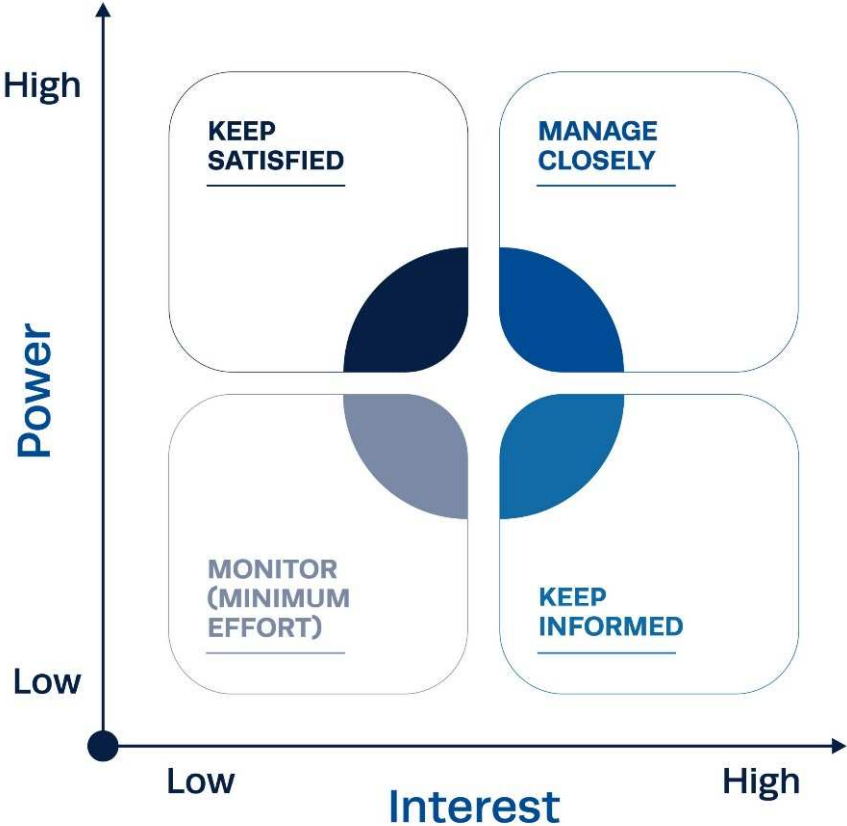 High
KEEP
SATISFIED
MANAGE
CLOSELY
Power
MONITOR
(MINIMUM
EFFORT)
KEEP
INFORMED
Low
Low
High
Interest